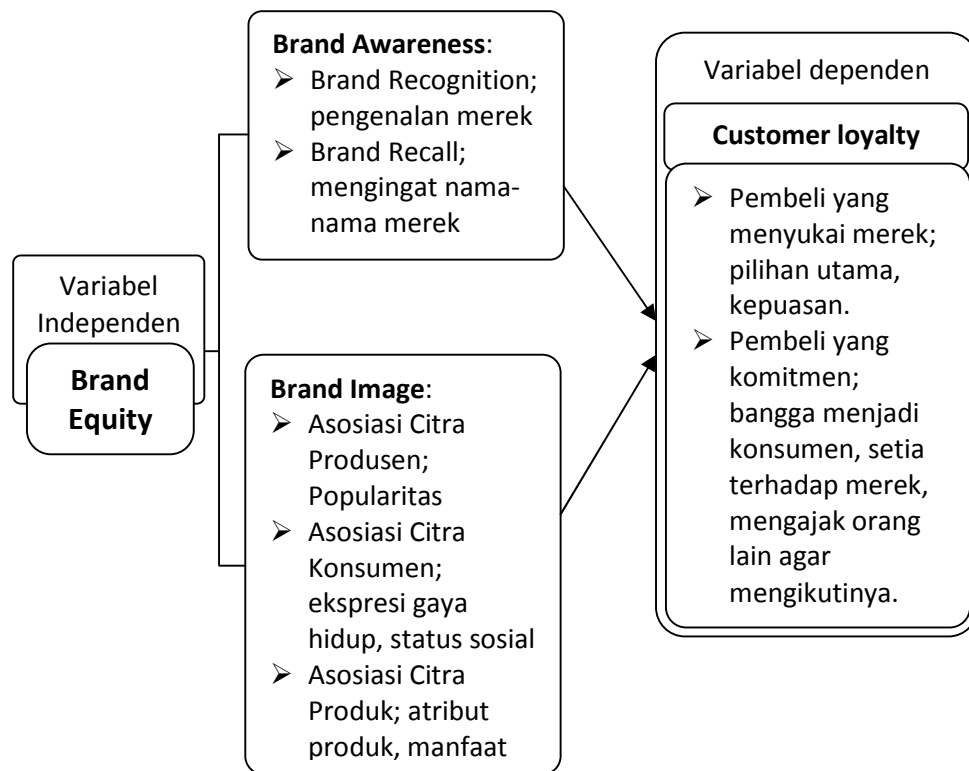 Variabel
Independen
Brand
Equity
Brand Awareness:
➢ Brand Recognition;
pengenalan merek
➢ Brand Recall;
mengingat nama-
nama merek
Brand Image:
➢ Asosiasi Citra
Produsen;
Popularitas
➢ Asosiasi Citra
Konsumen;
ekspresi gaya
hidup, status sosial
➢ Asosiasi Citra
Produk; atribut
produk, manfaat
Variabel dependen
Customer loyalty
➢ Pembeli yang
menyukai merek;
pilihan utama,
kepuasan.
➢ Pembeli yang
komitmen;
bangga menjadi
konsumen, setia
terhadap merek,
mengajak orang
lain agar
mengikutinya.